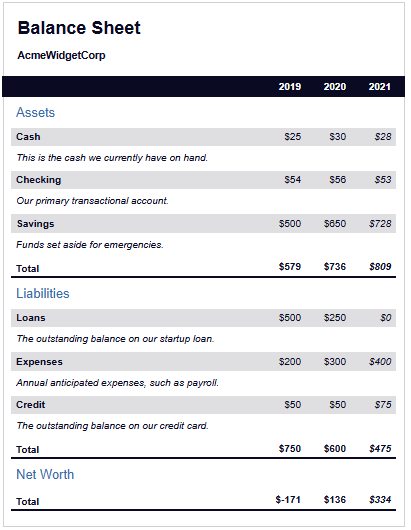 Balance Sheet
AcmeWidgetCorp
2019 2020 2021
Assets
Cash $25 $30 $28
This is the cash we currently have on hand.
Checking $54 $56 $53
Our primary transactional account.
Savings $500 $650 $728
Funds set aside for emergencies.
Total $579 $736 $809
Liabilities
Loans $500 $250 $0
The outstanding balance on our startup loan.
Expenses $200 $300 $400
Annual anticipated expenses, such as payroll.
Credit $50 $50 $75
The outstanding balance on our credit card.
Total $750 $600 $475
Net Worth
Total $-171 $136 $334